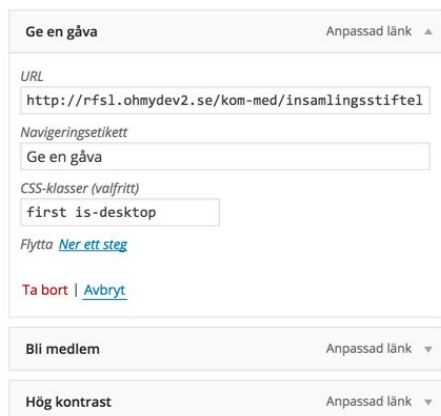 Ge en gåva Anpassad länk
URL
http://rfsl.ohmydev2.se/kom-med/insamlingsstiftel
Navigeringsetikett
Ge en gåva
CSS-klasser (valfritt)
first is-desktop
Flytta Ner ett steg
Ta bort | Avbryt
Bli medlem Anpassad länk
Hög kontrast Anpassad länk